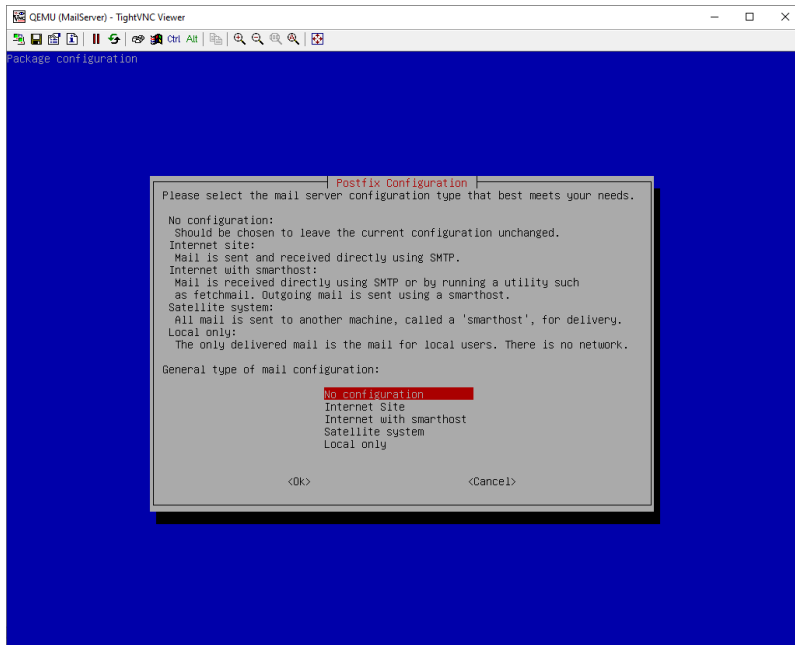 QEMU (MailServer) - TightVNC Viewer
Ctrl Alt
Package configuration
Postfix Configuration
Please select the mail server configuration type that best meets your needs.
No configuration:
Should be chosen to leave the current configuration unchanged.
Internet site:
Mail is sent and received directly using SMTP.
Internet with smarthost:
Mail is received directly using SMTP or by running a utility such
as fetchmail. Outgoing mail is sent using a smarthost.
Satellite system:
All mail is sent to another machine, called a 'smarthost', for delivery.
Local only:
The only delivered mail is the mail for local users. There is no network.
General type of mail configuration:
No configuration
Internet Site
Internet with smarthost
Satellite system
Local only
<Ok> <Cancel>